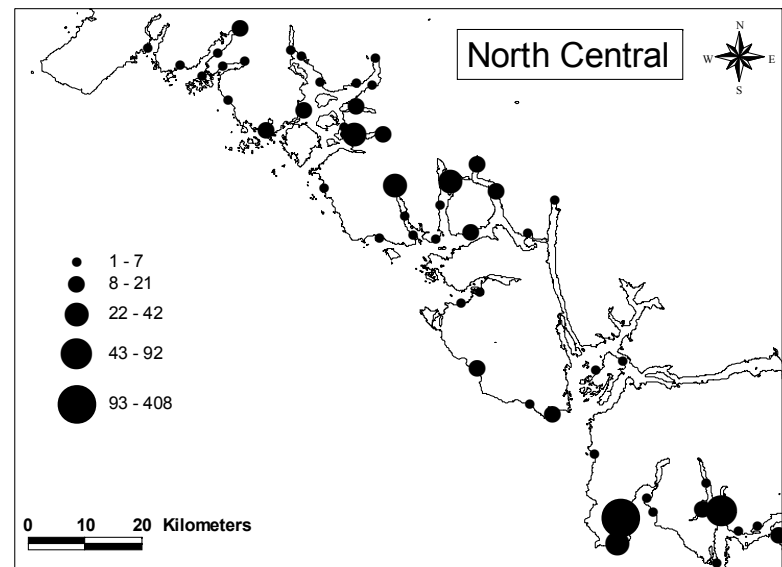 North Central
N
W E
S
1 - 7
8 - 21
22 - 42
43 - 92
93 - 408
0 10 20 Kilometers